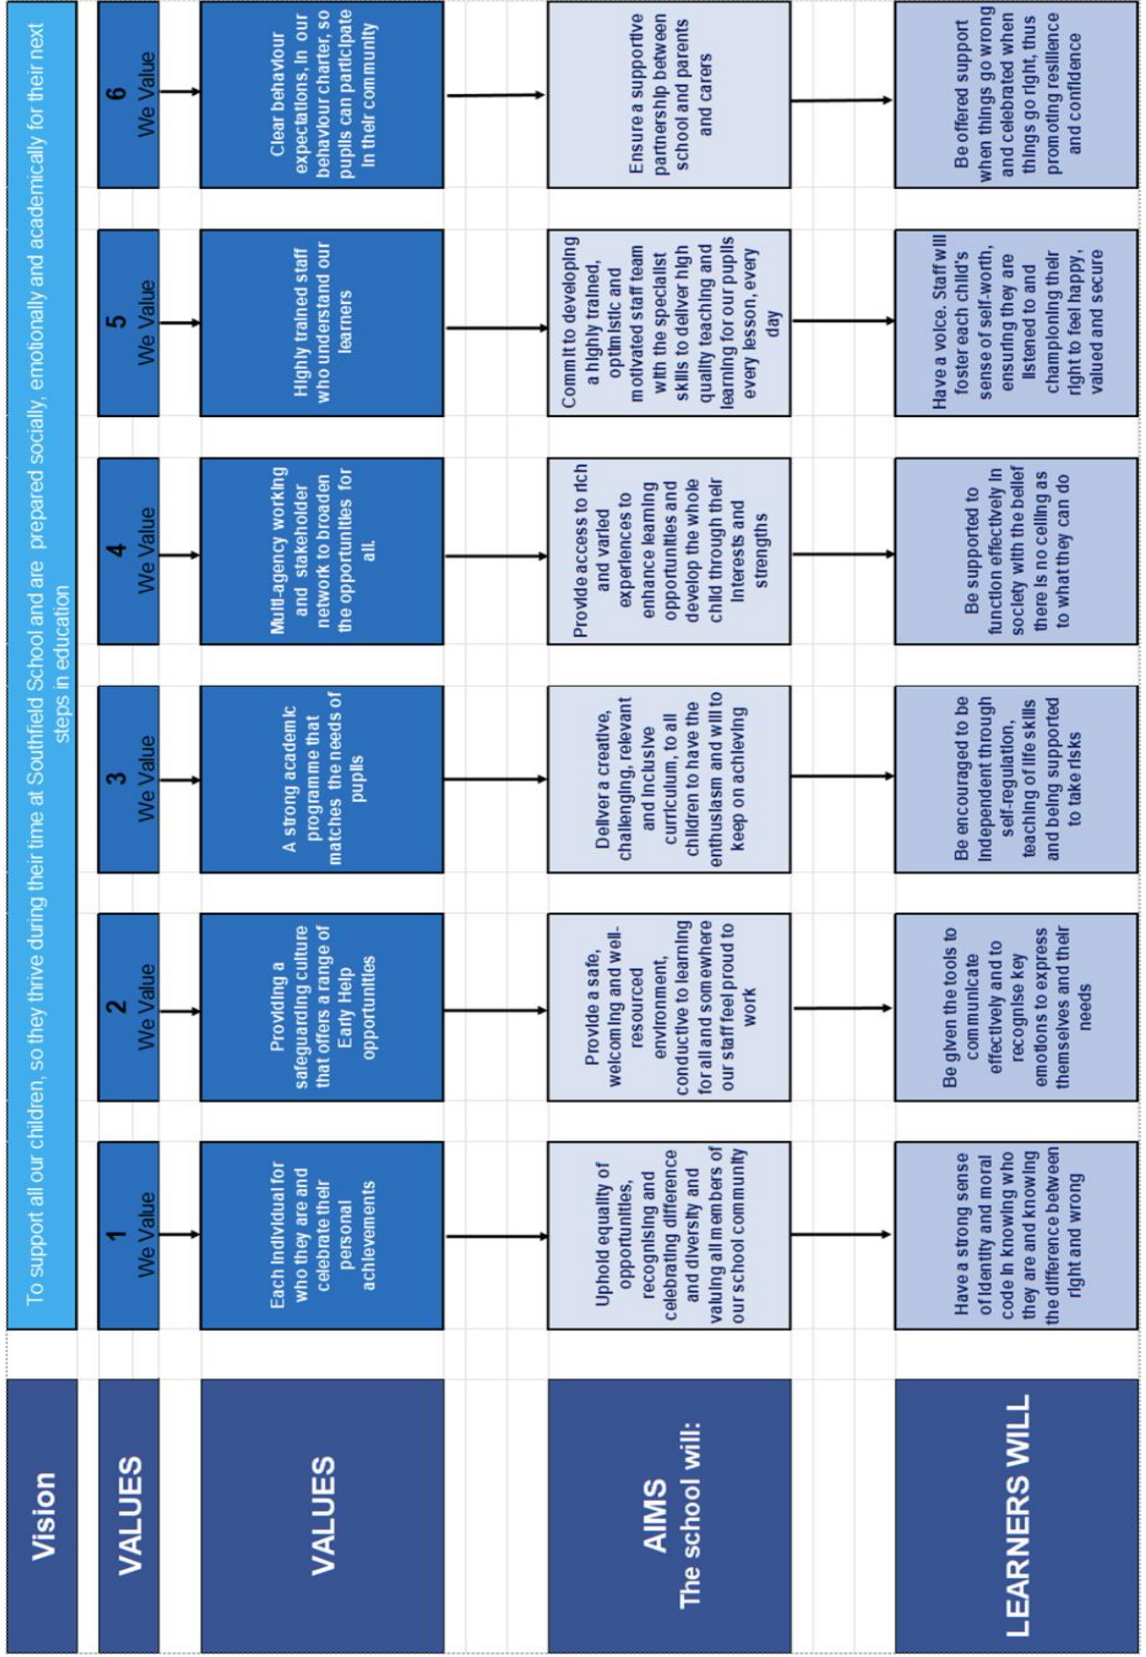 Vision
To support all our children, so they thrive during their time at Southfield School and are prepared socially, emotionally and academically for their next
steps in education
VALUES
1
We Value
2
We Value
3
We Value
4
We Value
5
We Value
6
We Value
VALUES
Each individual for
who they are and
celebrate their
personal
achievements
Providing a
safeguarding culture
that offers a range of
Early Help
opportunities
A strong academic
programme that
matches the needs of
pupils
Multi-agency working
and stakeholder
network to broaden
the opportunities for
all.
Highly trained staff
who understand our
learners
Clear behaviour
expectations, in our
behaviour charter, so
pupils can participate
in their community
AIMS
The school will:
Uphold equality of
opportunities,
recognising and
celebrating difference
and diversity and
valuing all members of
our school community
Provide a safe,
welcoming and well-
resourced
environment,
conductive to learning
for all and somewhere
our staff feel proud to
work
Deliver a creative,
challenging, relevant
and inclusive
curriculum, to all
children to have the
enthusiasm and will to
keep on achieving
Provide access to rich
and varied
experiences to
enhance learning
opportunities and
develop the whole
child through their
interests and
strengths
Commit to developing
a highly trained,
optimistic and
motivated staff team
with the specialist
skills to deliver high
quality teaching and
learning for our pupils
every lesson, every
day
Ensure a supportive
partnership between
school and parents
and carers
LEARNERS WILL
Have a strong sense
of identity and moral
code in knowing who
they are and knowing
the difference between
right and wrong
Be given the tools to
communicate
effectively and to
recognise key
emotions to express
themselves and their
needs
Be encouraged to be
independent through
self-regulation,
teaching of life skills
and being supported
to take risks
Be supported to
function effectively in
society with the belief
there is no ceiling as
to what they can do
Have a voice. Staff will
foster each child's
sense of self-worth,
ensuring they are
listened to and
championing their
right to feel happy,
valued and secure
Be offered support
when things go wrong
and celebrated when
things go right, thus
promoting resilience
and confidence